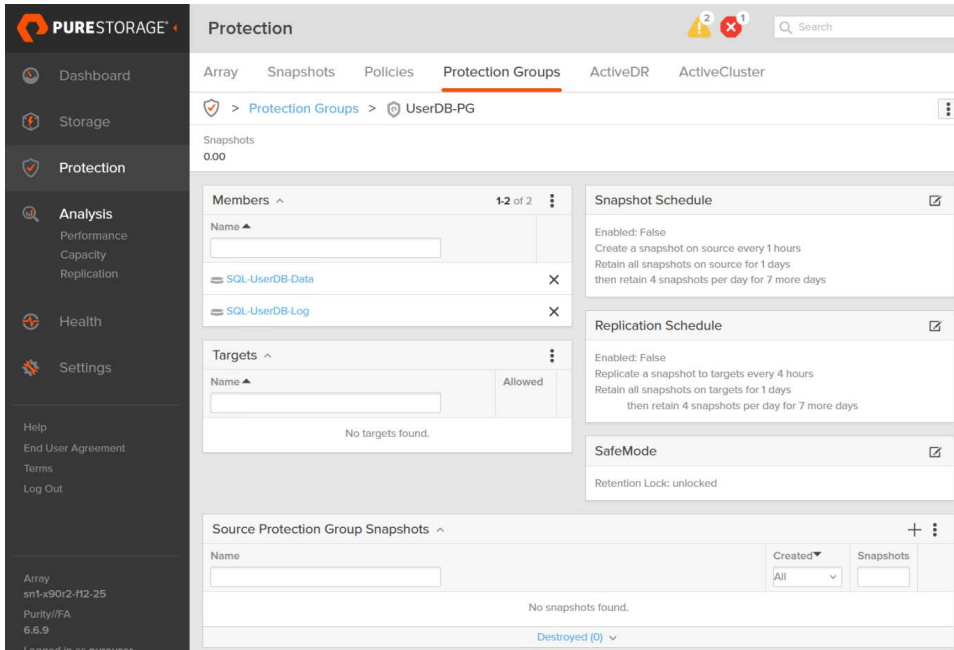 PURESTORAGE®
Dashboard
Storage
Protection
Analysis
Performance
Capacity
Replication
Health
Settings
Help
End User Agreement
Terms
Log Out
Array
sn1-x90r2-f12-25
Purity//FA
6.6.9
Protection
2
1
Search
Array Snapshots Policies Protection Groups ActiveDR ActiveCluster
> Protection Groups > UserDB-PG
Snapshots
0.00
Members 1-2 of 2
Name
SQL-UserDB-Data
SQL-UserDB-Log
Targets
Name Allowed
No targets found.
Snapshot Schedule
Enabled: False
Create a snapshot on source every 1 hours
Retain all snapshots on source for 1 days
then retain 4 snapshots per day for 7 more days
Replication Schedule
Enabled: False
Replicate a snapshot to targets every 4 hours
Retain all snapshots on targets for 1 days
then retain 4 snapshots per day for 7 more days
SafeMode
Retention Lock: unlocked
Source Protection Group Snapshots
Name Created Snapshots
All
No snapshots found.
Destroyed (0)